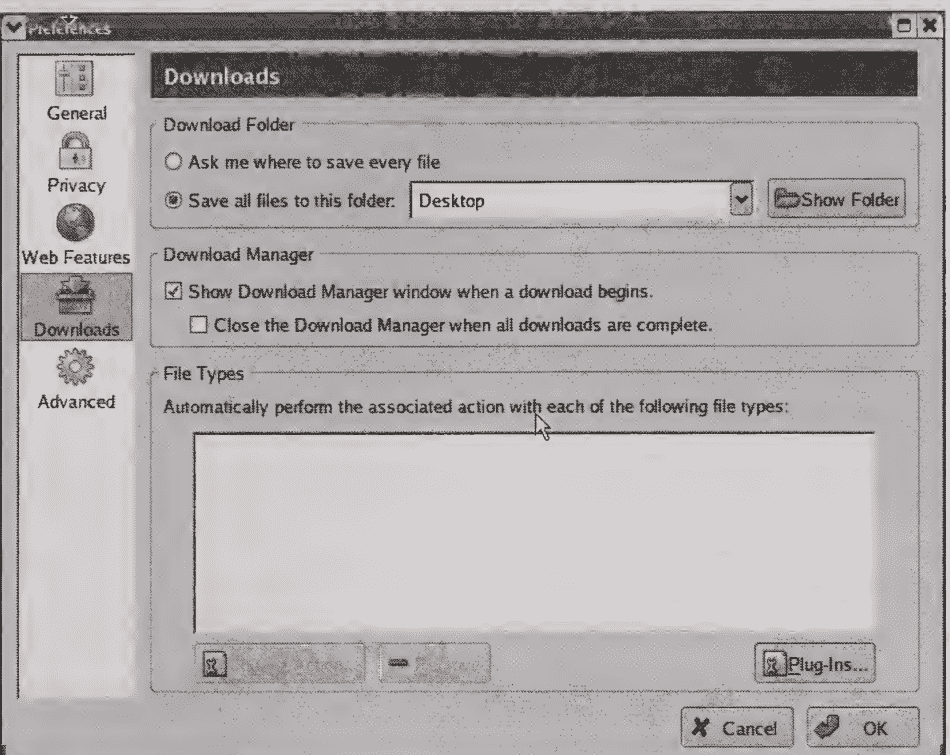 Preferences
General
Privacy
Web Features
Downloads
Advanced
Downloads
Download Folder
Ask me where to save every file
Save all files to this folder: Desktop Show Folder
Download Manager
Show Download Manager window when a download begins.
Close the Download Manager when all downloads are complete.
File Types
Automatically perform the associated action with each of the following file types:
Plug-Ins...
Cancel OK